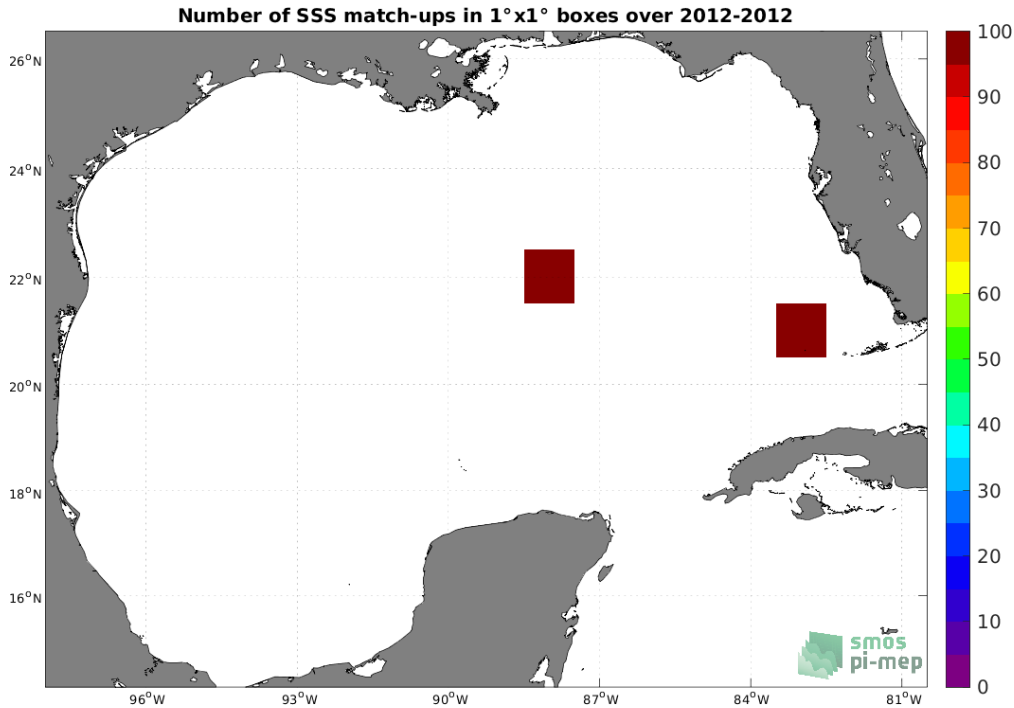 Number of SSS match-ups in 1°x1° boxes over 2012-2012
26°N
24°N
22°N
20°N
18°N
16°N
96°W
93°W
90°W
87°W
84°W
81°W
100
90
80
70
60
50
40
30
20
10
0
smos
pi-mep